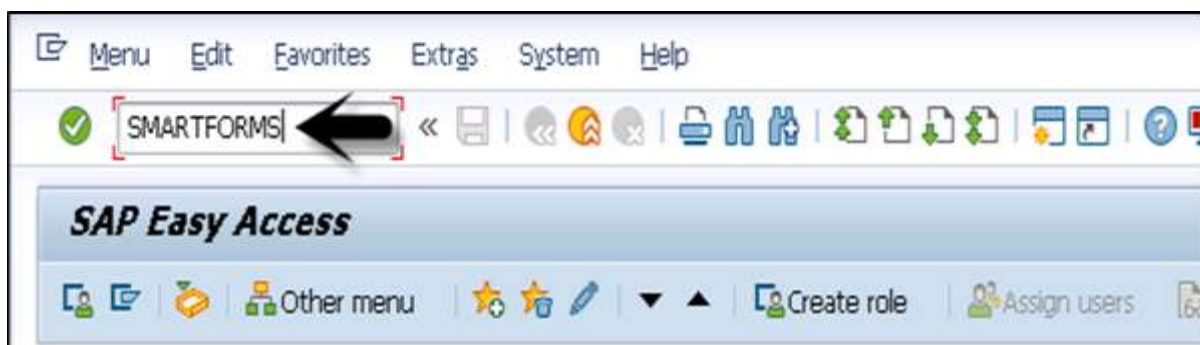 Menu Edit Favorites Extras System Help
SMARTFORMS
SAP Easy Access
Other menu Create role Assign users